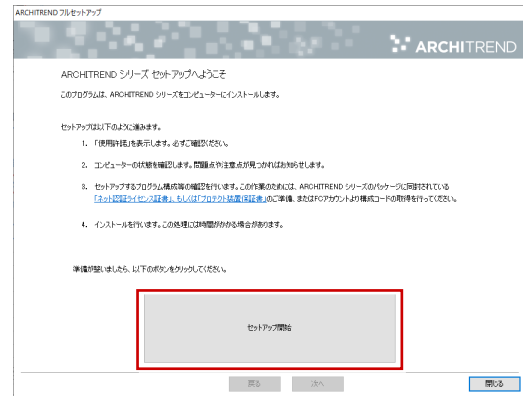 ARCHITREND フルセットアップ
ARCHITREND
ARCHITREND シリーズ セットアップへようこそ
このプログラムは、ARCHITREND シリーズをコンピューターにインストールします。
セットアップは以下のように進みます。
1. 「使用許諾」を表示します。必ずご確認ください。
2. コンピューターの状態を確認します。問題点や注意点が見つかればお知らせします。
3. セットアップするプログラム構成等の確認を行います。この作業のためには、ARCHITREND シリーズのパッケージに同封されている
「ネット認証ライセンス証書」、もしくは「プロテクト装置保証書」のご準備、またはFCアカウントより構成コードの取得を行ってください。
4. インストールを行います。この処理には時間がかかる場合があります。
準備が整いましたら、以下のボタンをクリックしてください。
セットアップ開始
戻る 次へ 閉じる